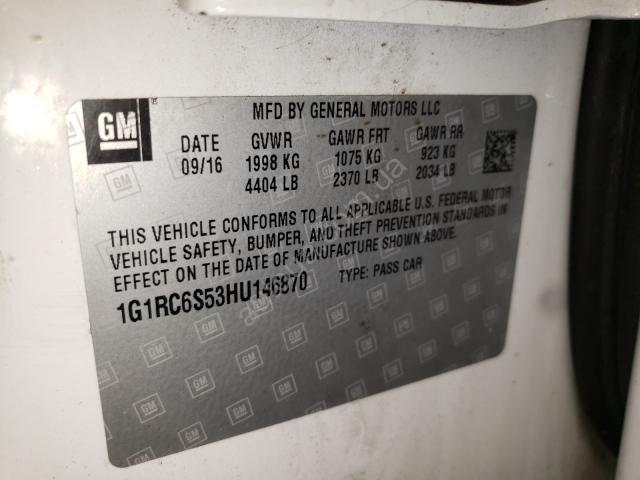 GM
MFD BY GENERAL MOTORS LLC
DATE GVWR GAWR FRT GAWR RR
09/16 1998 KG 1075 KG 923 KG
4404 LB 2370 LB 2034 LB
THIS VEHICLE CONFORMS TO ALL APPLICABLE U.S. FEDERAL MOTOR
VEHICLE SAFETY, BUMPER, AND THEFT PREVENTION STANDARDS IN
EFFECT ON THE DATE OF MANUFACTURE SHOWN ABOVE.
1G1RC6S53HU146870 TYPE: PASS CAR